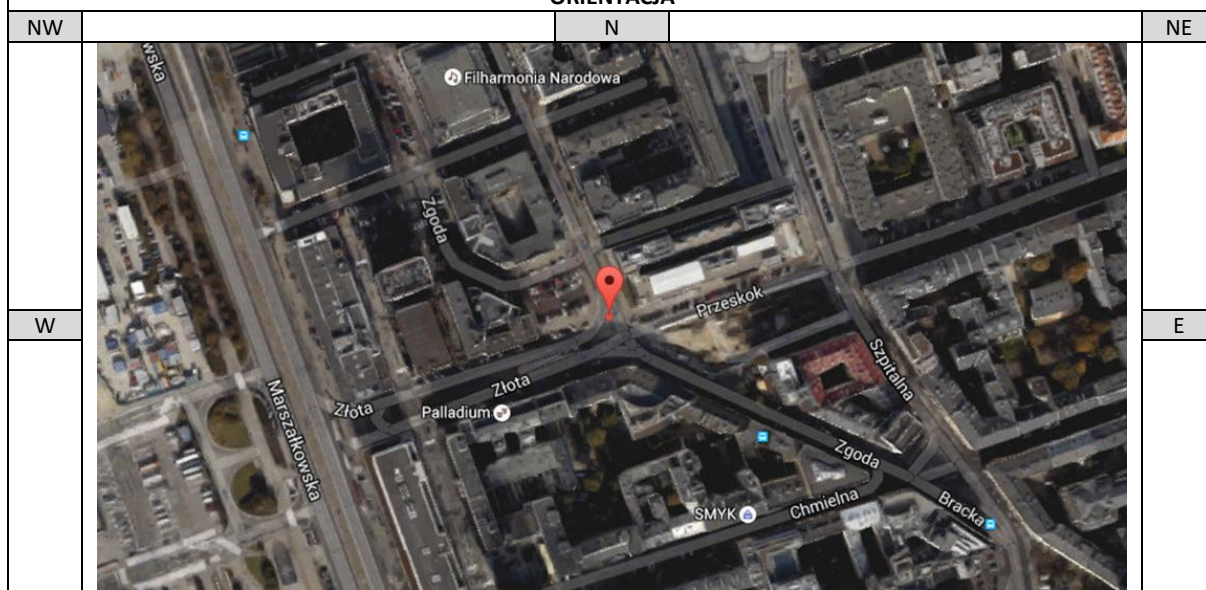 ORIENTACJA
NW N NE
wska
Filharmonia Narodowa
Zgoda
W E
Przeskok
Szpitalna
Złota
Złota
Palladium
Marszałkowska
Zgoda
Chmielna
SMYK
Bracka